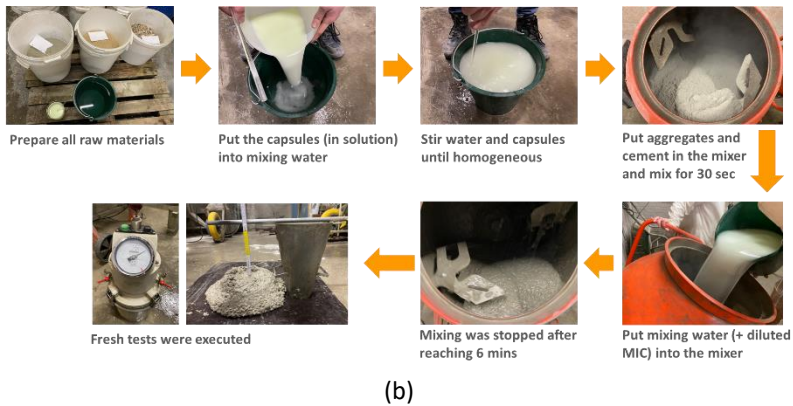 Prepare all raw materials
Put the capsules (in solution)
into mixing water
Stir water and capsules
until homogeneous
Put aggregates and
cement in the mixer
and mix for 30 sec
Put mixing water (+ diluted
MIC) into the mixer
Mixing was stopped after
reaching 6 mins
Fresh tests were executed
(b)